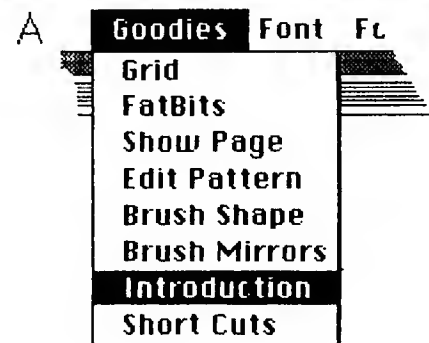 A Goodies Font
Grid
FatBits
Show Page
Edit Pattern
Brush Shape
Brush Mirrors
Introduction
Short Cuts